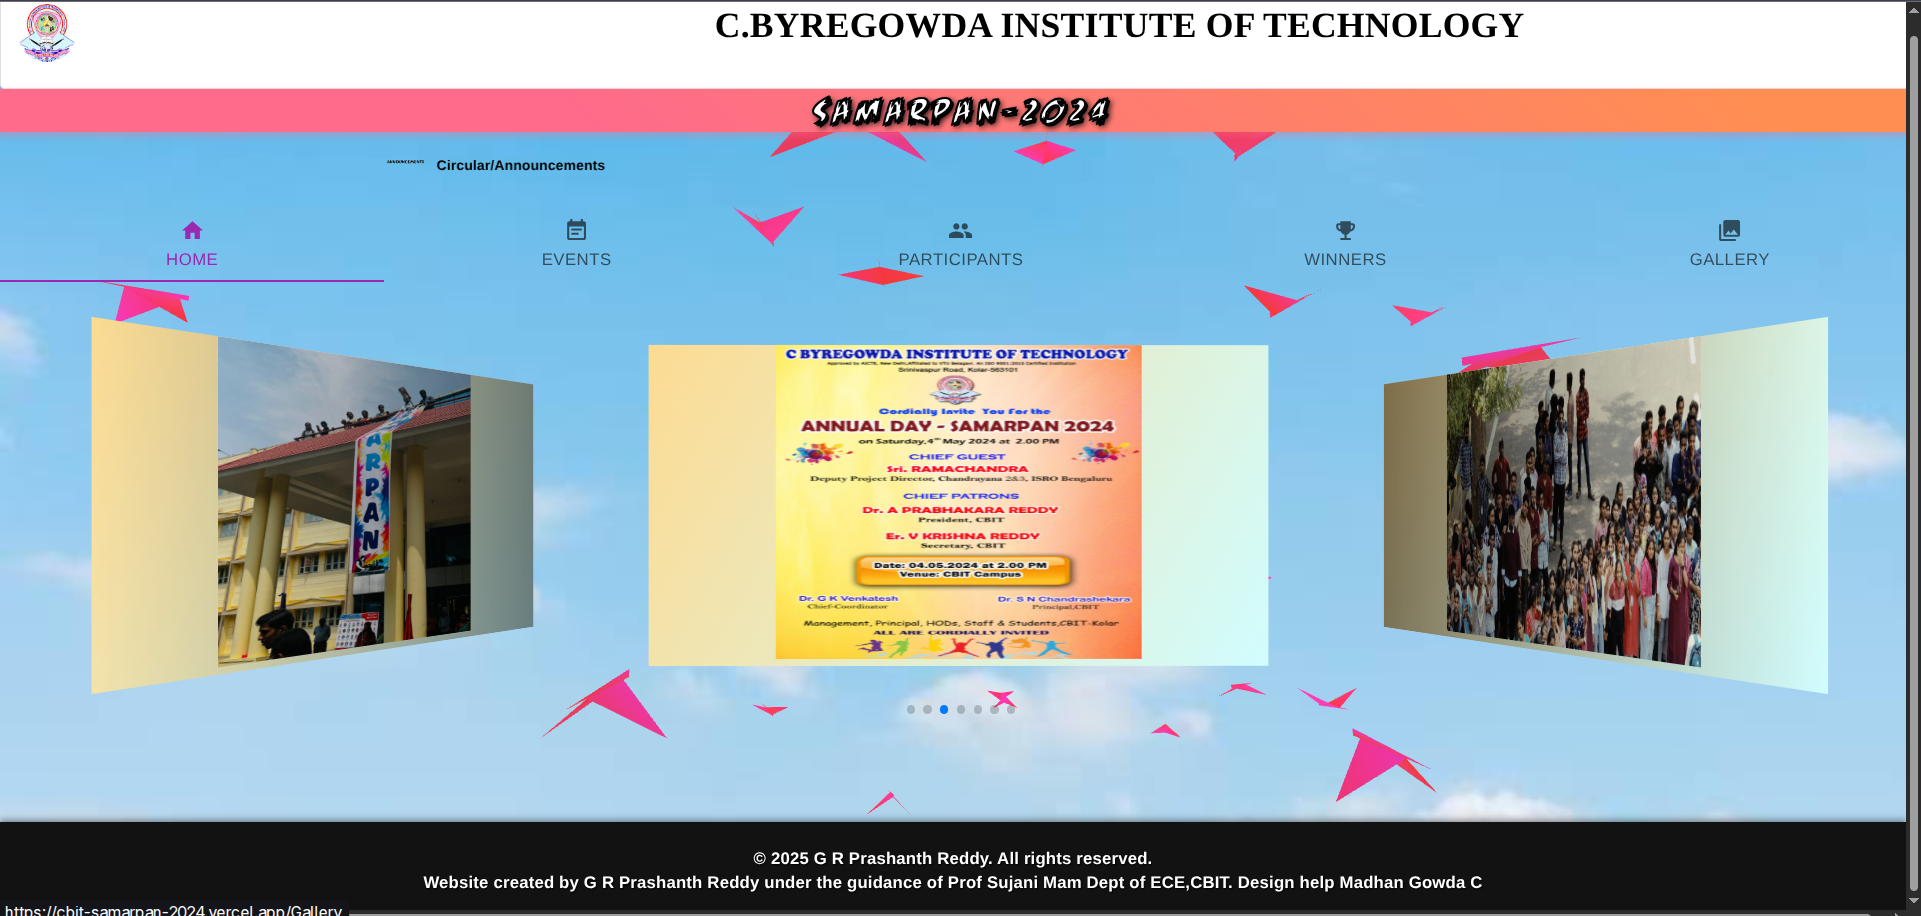 C.BYREGOWDA INSTITUTE OF TECHNOLOGY
SAMARPAN-2024
ANNOUNCEMENTS Circular/Announcements
HOME
EVENTS
PARTICIPANTS
WINNERS
GALLERY
ARPAN
C BYREGOWDA INSTITUTE OF TECHNOLOGY
Approved by AICTE, New Delhi, Affiliated to VTU Belagavi, An ISO 9001:2015 Certified Institution
Srinivaspur Road, Kolar-563101
Cordially Invite You For the
ANNUAL DAY - SAMARPAN 2024
on Saturday,4th May 2024 at 2.00 PM
CHIEF GUEST
Sri. RAMACHANDRA
Deputy Project Director, Chandrayana 2&3, ISRO Bengaluru
CHIEF PATRONS
Dr. A PRABHAKARA REDDY
President, CBIT
Er. V KRISHNA REDDY
Secretary, CBIT
Date: 04.05.2024 at 2.00 PM
Venue: CBIT Campus
Dr. G K Venkatesh
Chief-Coordinator
Dr. S N Chandrashekara
Principal,CBIT
Management, Principal, HODs, Staff & Students,CBIT-Kolar
ALL ARE CORDIALLY INVITED
© 2025 G R Prashanth Reddy. All rights reserved.
Website created by G R Prashanth Reddy under the guidance of Prof Sujani Mam Dept of ECE,CBIT. Design help Madhan Gowda C
https://cbit-samarpan-2024.vercel.app/Gallery